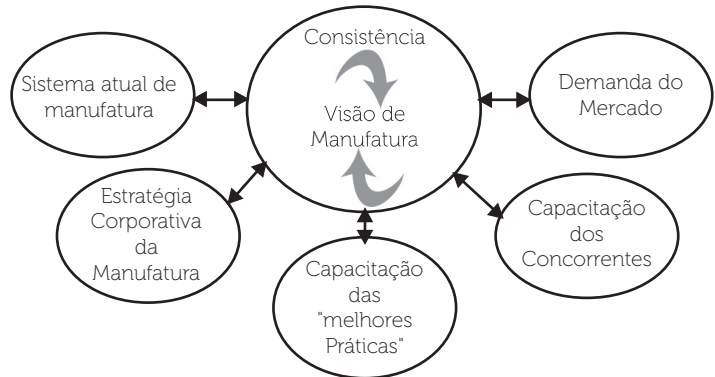 Consistência
Visão de
Manufatura
Sistema atual de
manufatura
Demanda do
Mercado
Estratégia
Corporativa
da
Manufatura
Capacitação
das
"melhores
Práticas"
Capacitação
dos
Concorrentes